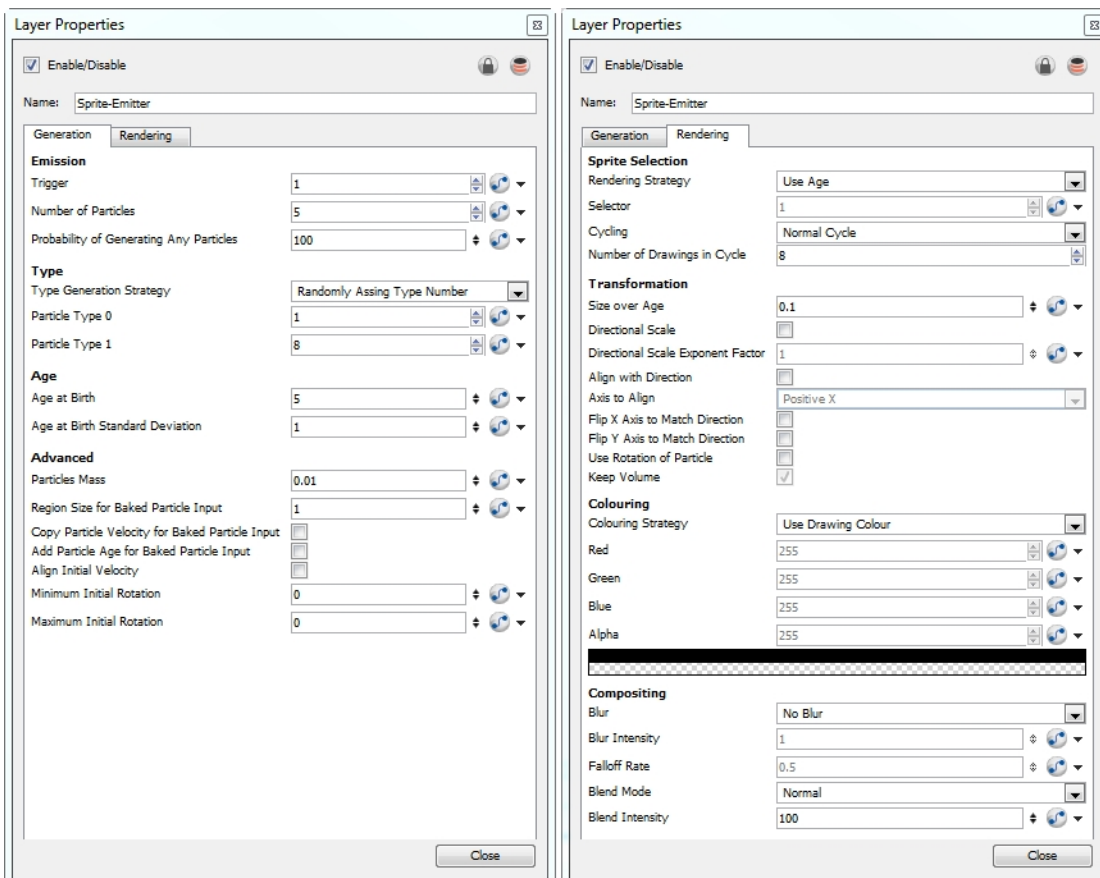 Layer Properties
Enable/Disable
Name: Sprite-Emitter
Generation Rendering
Emission
Trigger 1
Number of Particles 5
Probability of Generating Any Particles 100
Type
Type Generation Strategy Randomly Assing Type Number
Particle Type 0 1
Particle Type 1 8
Age
Age at Birth 5
Age at Birth Standard Deviation 1
Advanced
Particles Mass 0.01
Region Size for Baked Particle Input 1
Copy Particle Velocity for Baked Particle Input
Add Particle Age for Baked Particle Input
Align Initial Velocity
Minimum Initial Rotation 0
Maximum Initial Rotation 0
Close
Layer Properties
Enable/Disable
Name: Sprite-Emitter
Generation Rendering
Sprite Selection
Rendering Strategy Use Age
Selector 1
Cycling Normal Cycle
Number of Drawings in Cycle 8
Transformation
Size over Age 0.1
Directional Scale
Directional Scale Exponent Factor 1
Align with Direction
Axis to Align Positive X
Flip X Axis to Match Direction
Flip Y Axis to Match Direction
Use Rotation of Particle
Keep Volume
Colouring
Colouring Strategy Use Drawing Colour
Red 255
Green 255
Blue 255
Alpha 255
Compositing
Blur No Blur
Blur Intensity 1
Falloff Rate 0.5
Blend Mode Normal
Blend Intensity 100
Close